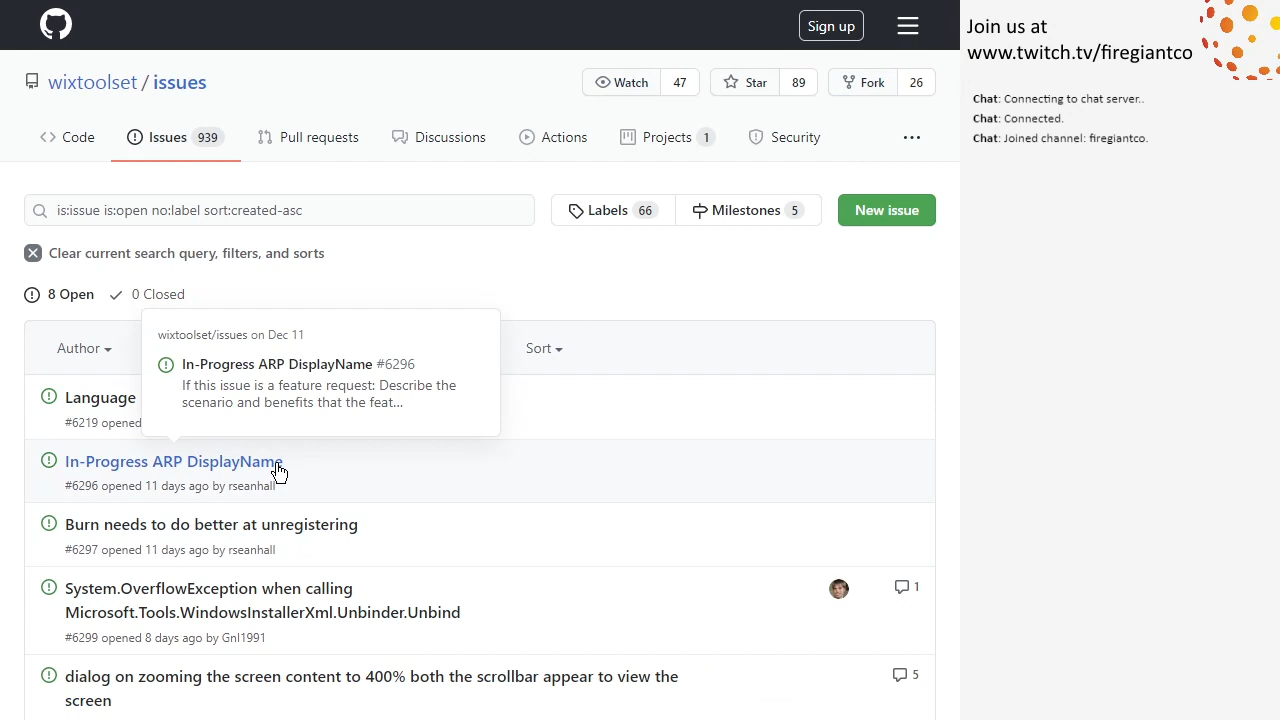 Sign up
Join us at
www.twitch.tv/firegiantco
wixtoolset / issues
Watch 47
Star 89
Fork 26
Chat: Connecting to chat server..
Chat: Connected.
Chat: Joined channel: firegiantco.
Code
Issues 939
Pull requests
Discussions
Actions
Projects 1
Security
is:issue is:open no:label sort:created-asc
Labels 66
Milestones 5
New issue
Clear current search query, filters, and sorts
8 Open
0 Closed
Author
Sort
wixtoolset/issues on Dec 11
In-Progress ARP DisplayName #6296
If this issue is a feature request: Describe the
scenario and benefits that the feat...
Language
#6219 opened
In-Progress ARP DisplayName
#6296 opened 11 days ago by rseanhall
Burn needs to do better at unregistering
#6297 opened 11 days ago by rseanhall
System.OverflowException when calling
Microsoft.Tools.WindowsInstallerXml.Unbinder.Unbind
1
#6299 opened 8 days ago by Gnl1991
dialog on zooming the screen content to 400% both the scrollbar appear to view the
screen
5